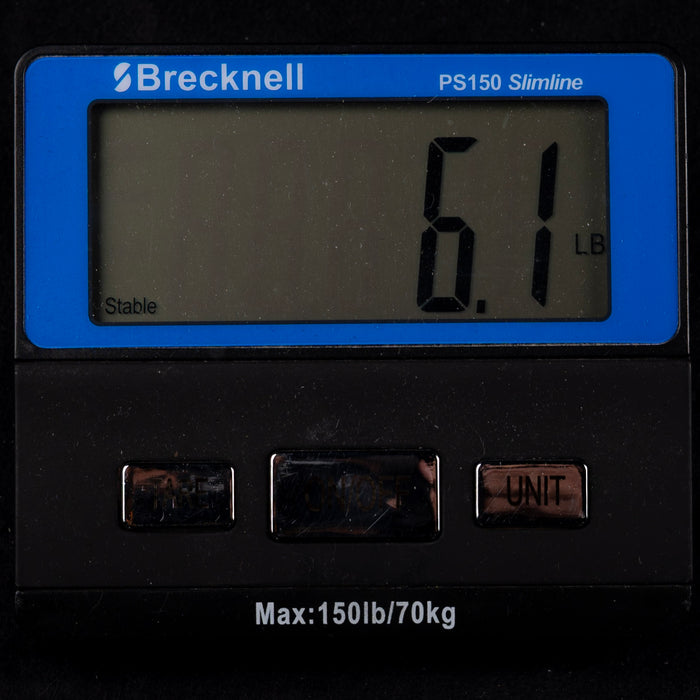 Brecknell
PS150 Slimline
6.1
LB
Stable
UNIT
Max:150lb/70kg